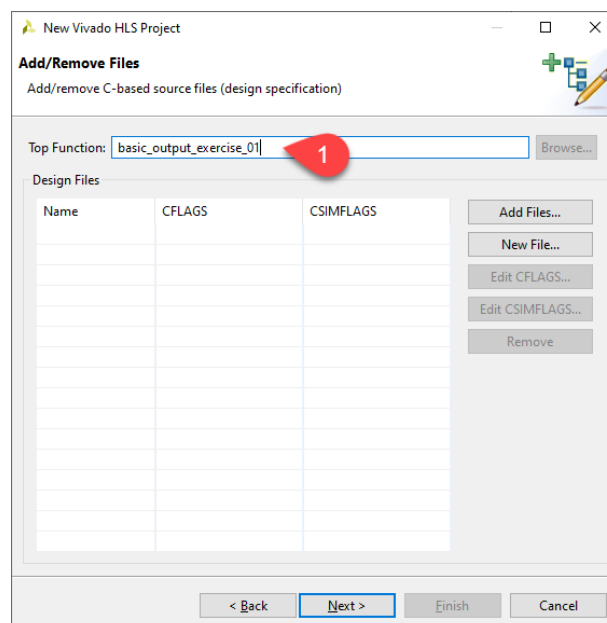 New Vivado HLS Project
Add/Remove Files
Add/remove C-based source files (design specification)
Top Function: basic_output_exercise_01 1 Browse...
Design Files
Name CFLAGS CSIMFLAGS Add Files...
New File...
Edit CFLAGS...
Edit CSIMFLAGS...
Remove
< Back Next > Finish Cancel